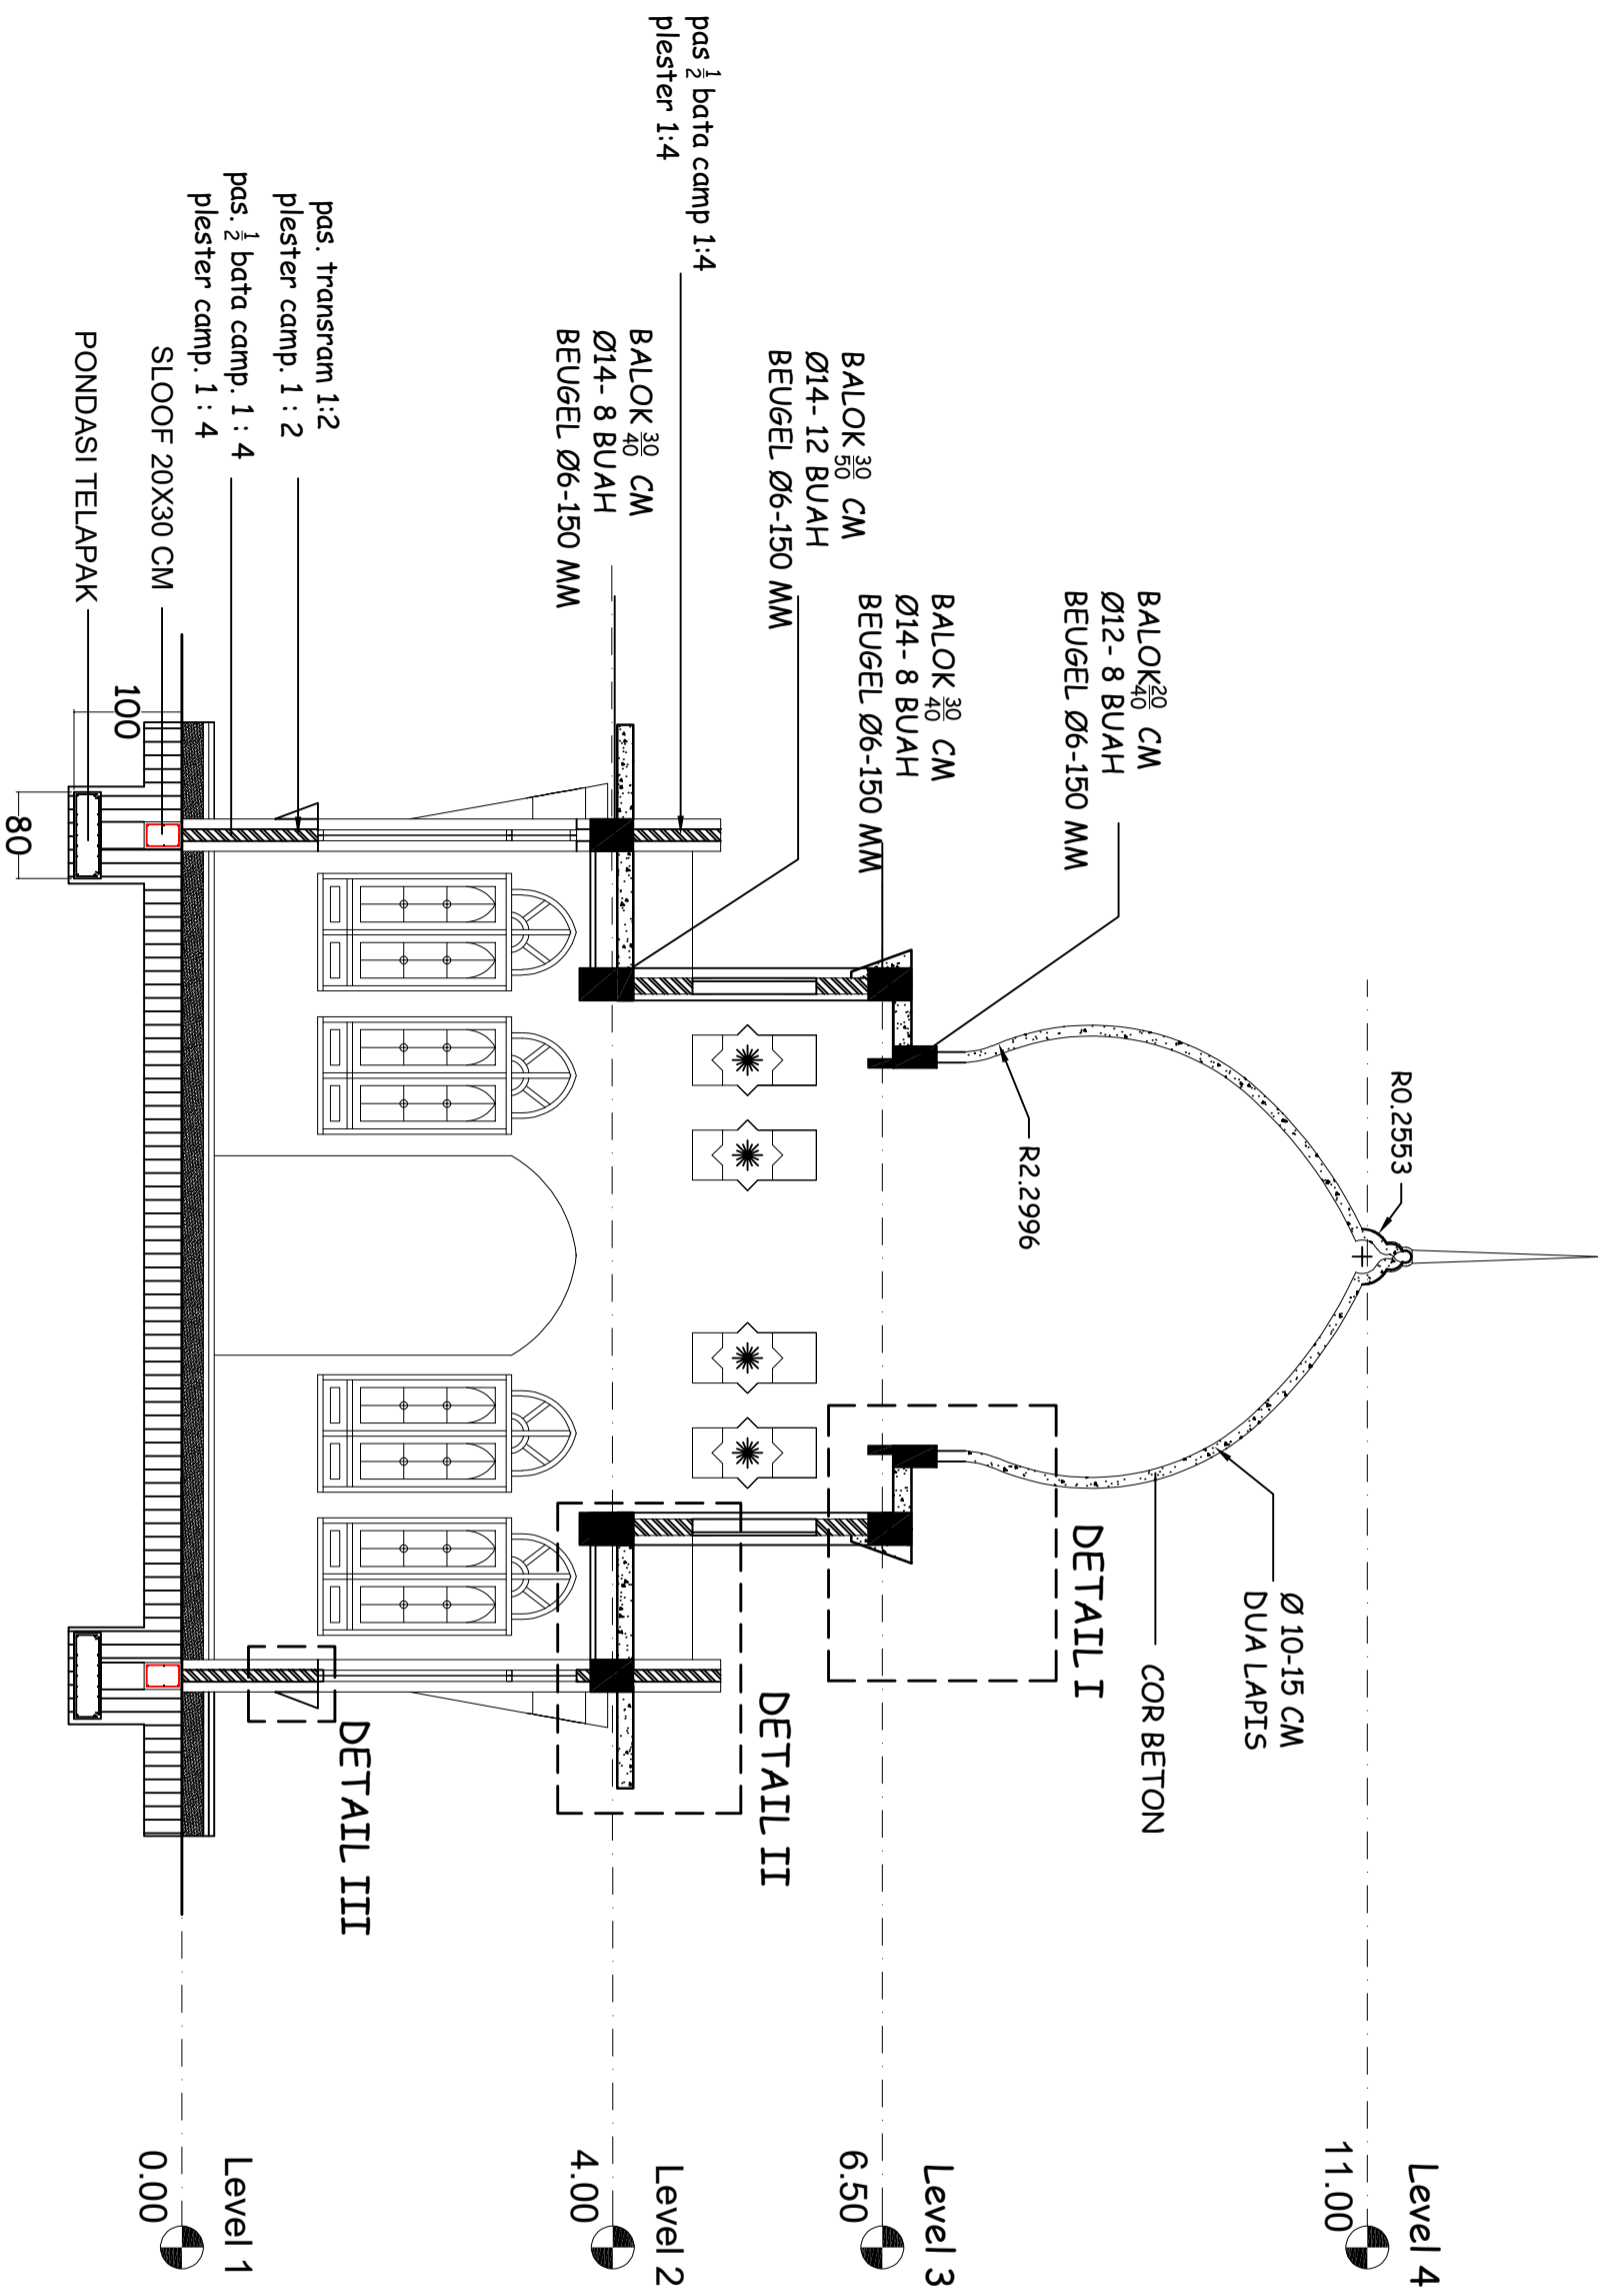 R0.2553
Level 4
11.00
BALOK 20/40 CM
Ø12- 8 BUAH
BEUGEL Ø6-150 MM
R2.2996
Ø 10-15 CM
DUA LAPIS
COR BETON
DETAIL I
BALOK 30/40 CM
Ø14- 8 BUAH
BEUGEL Ø6-150 MM
Level 3
6.50
BALOK 30/50 CM
Ø14- 12 BUAH
BEUGEL Ø6-150 MM
DETAIL II
pas 1/2 bata camp 1:4
plester 1:4
BALOK 30/40 CM
Ø14- 8 BUAH
BEUGEL Ø6-150 MM
Level 2
4.00
DETAIL III
pas. transram 1:2
plester camp. 1 : 2
pas. 1/2 bata camp. 1 : 4
plester camp. 1 : 4
SLOOF 20X30 CM
PONDASI TELAPAK
100
80
Level 1
0.00